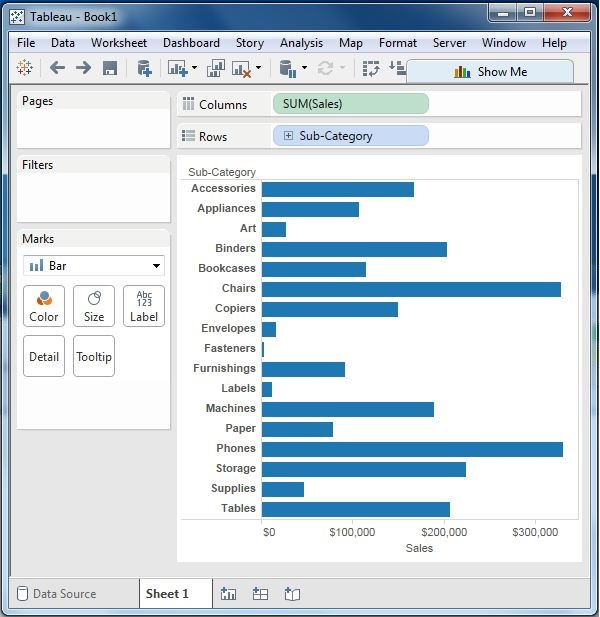 Tableau - Book1
File Data Worksheet Dashboard Story Analysis Map Format Server Window Help
Show Me
Pages
Columns SUM(Sales)
Rows Sub-Category
Filters
Marks
Bar
Color Size Abc 123 Label
Detail Tooltip
Sub-Category
Accessories
Appliances
Art
Binders
Bookcases
Chairs
Copiers
Envelopes
Fasteners
Furnishings
Labels
Machines
Paper
Phones
Storage
Supplies
Tables
$0 $100,000 $200,000 $300,000
Sales
Data Source Sheet 1